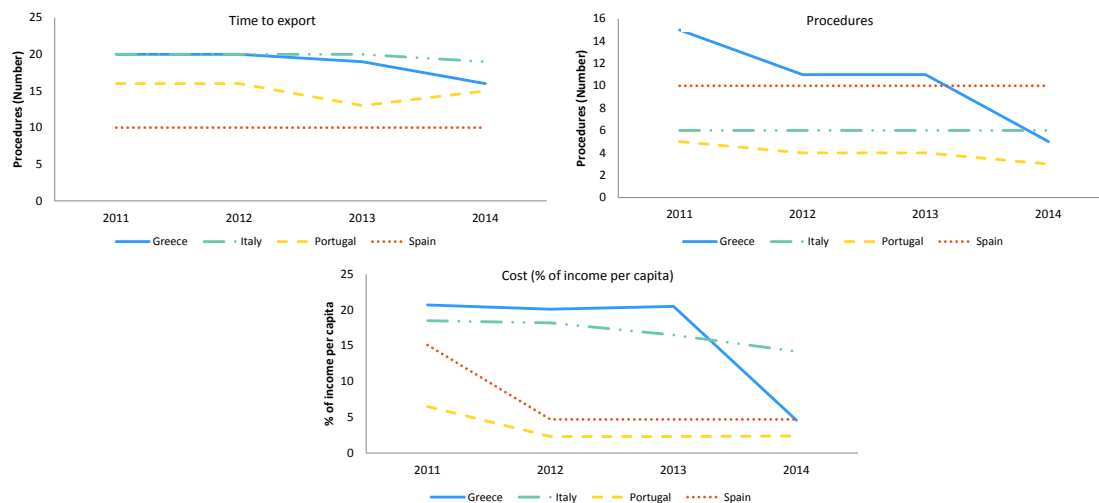 Time to export
Procedures (Number)
25
20
15
10
5
0
2011 2012 2013 2014
Greece Italy Portugal Spain
Procedures
Procedures (Number)
16
14
12
10
8
6
4
2
0
2011 2012 2013 2014
Greece Italy Portugal Spain
Cost (% of income per capita)
% of income per capita
25
20
15
10
5
0
2011 2012 2013 2014
Greece Italy Portugal Spain